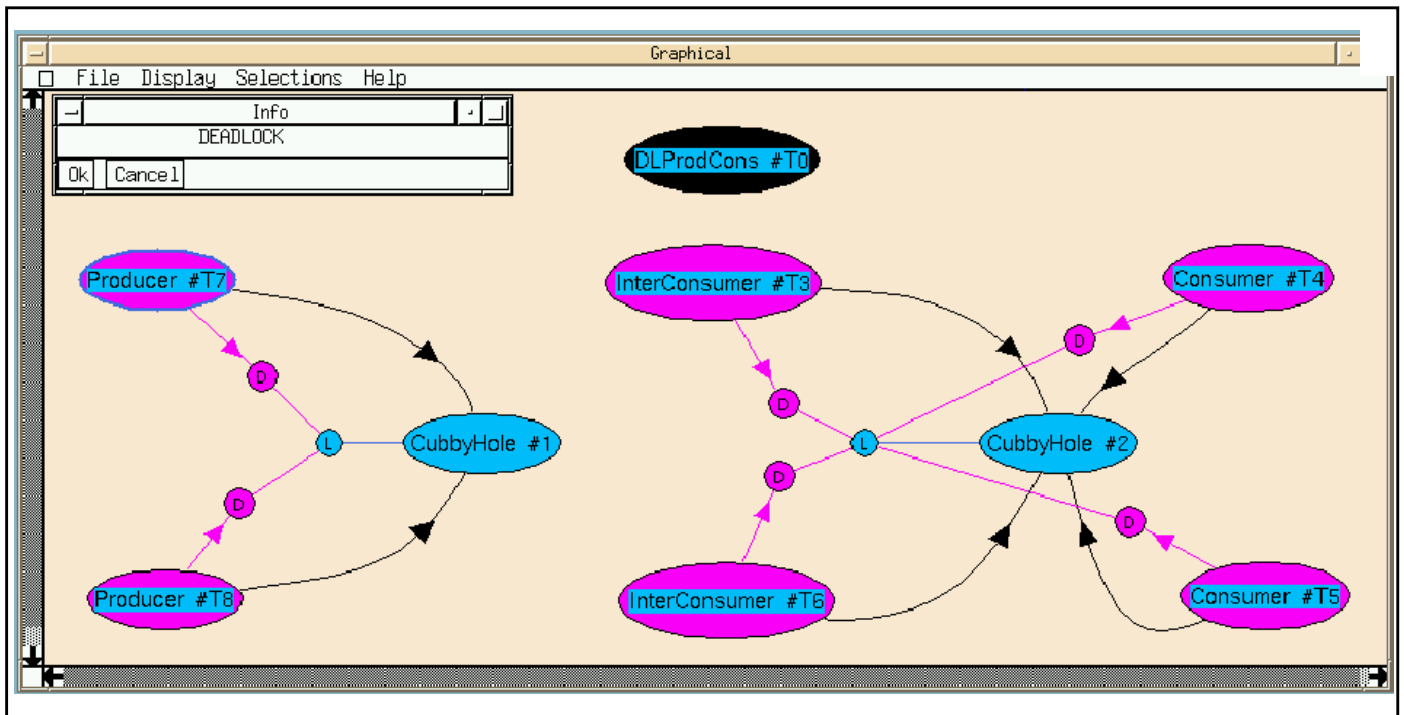 Graphical
File Display Selections Help
Info
DEADLOCK
Ok Cancel
DLProdCons #T0
Producer #T7
InterConsumer #T3
Consumer #T4
D
D
D
L
CubbyHole #1
L
CubbyHole #2
D
D
D
Producer #T8
InterConsumer #T6
Consumer #T5